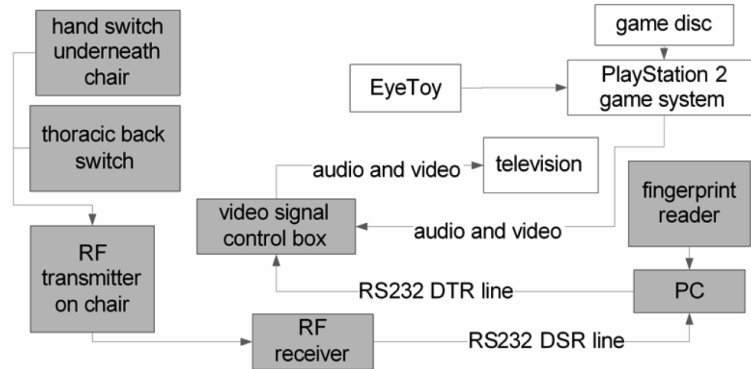 hand switch
underneath
chair
game disc
EyeToy
PlayStation 2
game system
thoracic back
switch
audio and video
television
fingerprint
reader
video signal
control box
audio and video
RF
transmitter
on chair
RS232 DTR line
PC
RF
receiver
RS232 DSR line